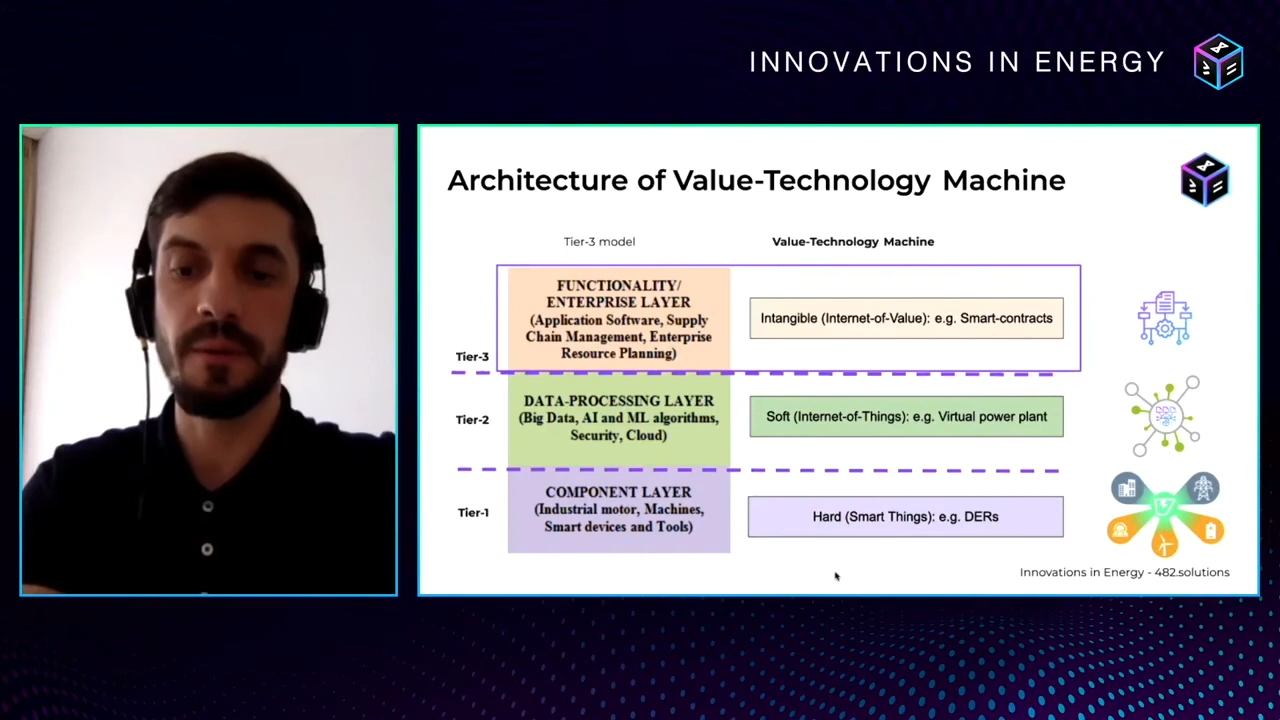 INNOVATIONS IN ENERGY
Architecture of Value-Technology Machine
Tier-3 model
Value-Technology Machine
FUNCTIONALITY/
ENTERPRISE LAYER
(Application Software, Supply
Chain Management, Enterprise
Resource Planning)
Intangible (Internet-of-Value): e.g. Smart-contracts
Tier-3
DATA-PROCESSING LAYER
(Big Data, AI and ML algorithms,
Security, Cloud)
Soft (Internet-of-Things): e.g. Virtual power plant
Tier-2
COMPONENT LAYER
(Industrial motor, Machines,
Smart devices and Tools)
Hard (Smart Things): e.g. DERs
Tier-1
Innovations in Energy - 482.solutions